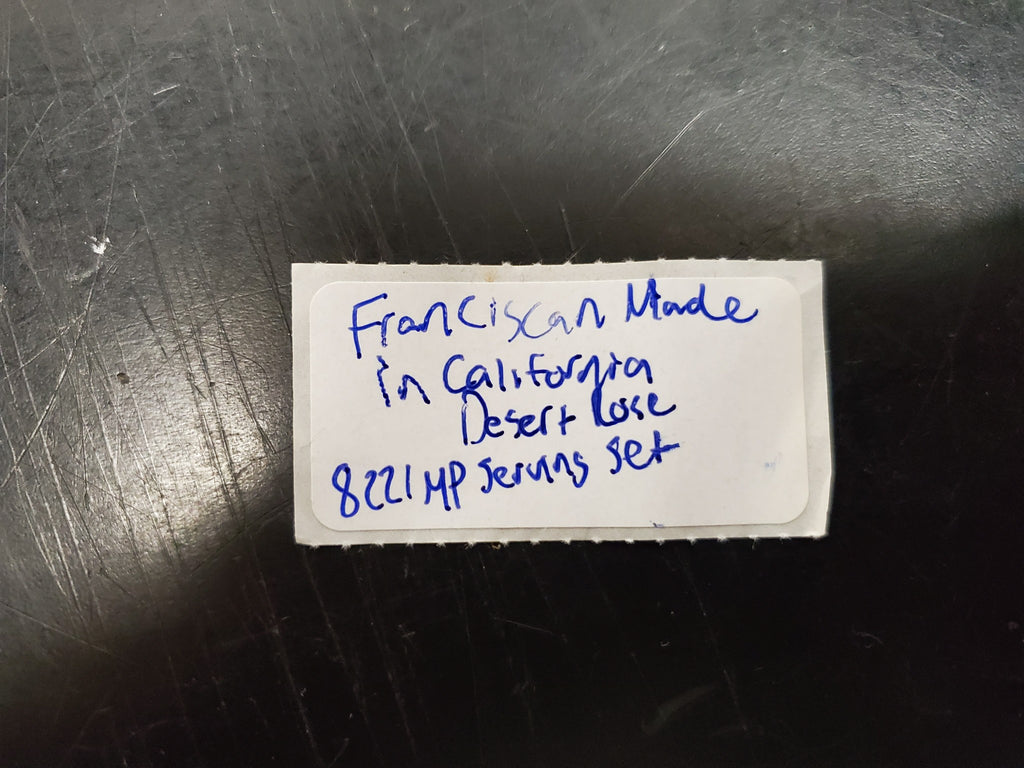 Franciscan Made
in California
Desert Rose
8221 MP serving set